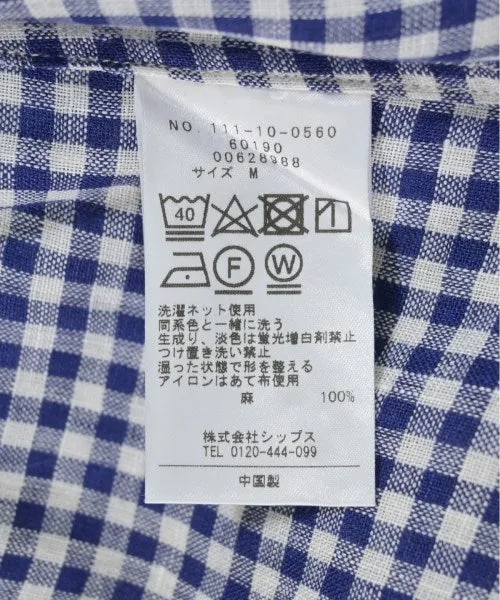 NO. 111-10-0560
60190
00628988
サイズ M
40
F
W
洗濯ネット使用
同系色と一緒に洗う
生成り、淡色は蛍光増白剤禁止
つけ置き洗い禁止
湿った状態で形を整える
アイロンはあて布使用
麻 100%
株式会社シップス
TEL 0120-444-099
中国製